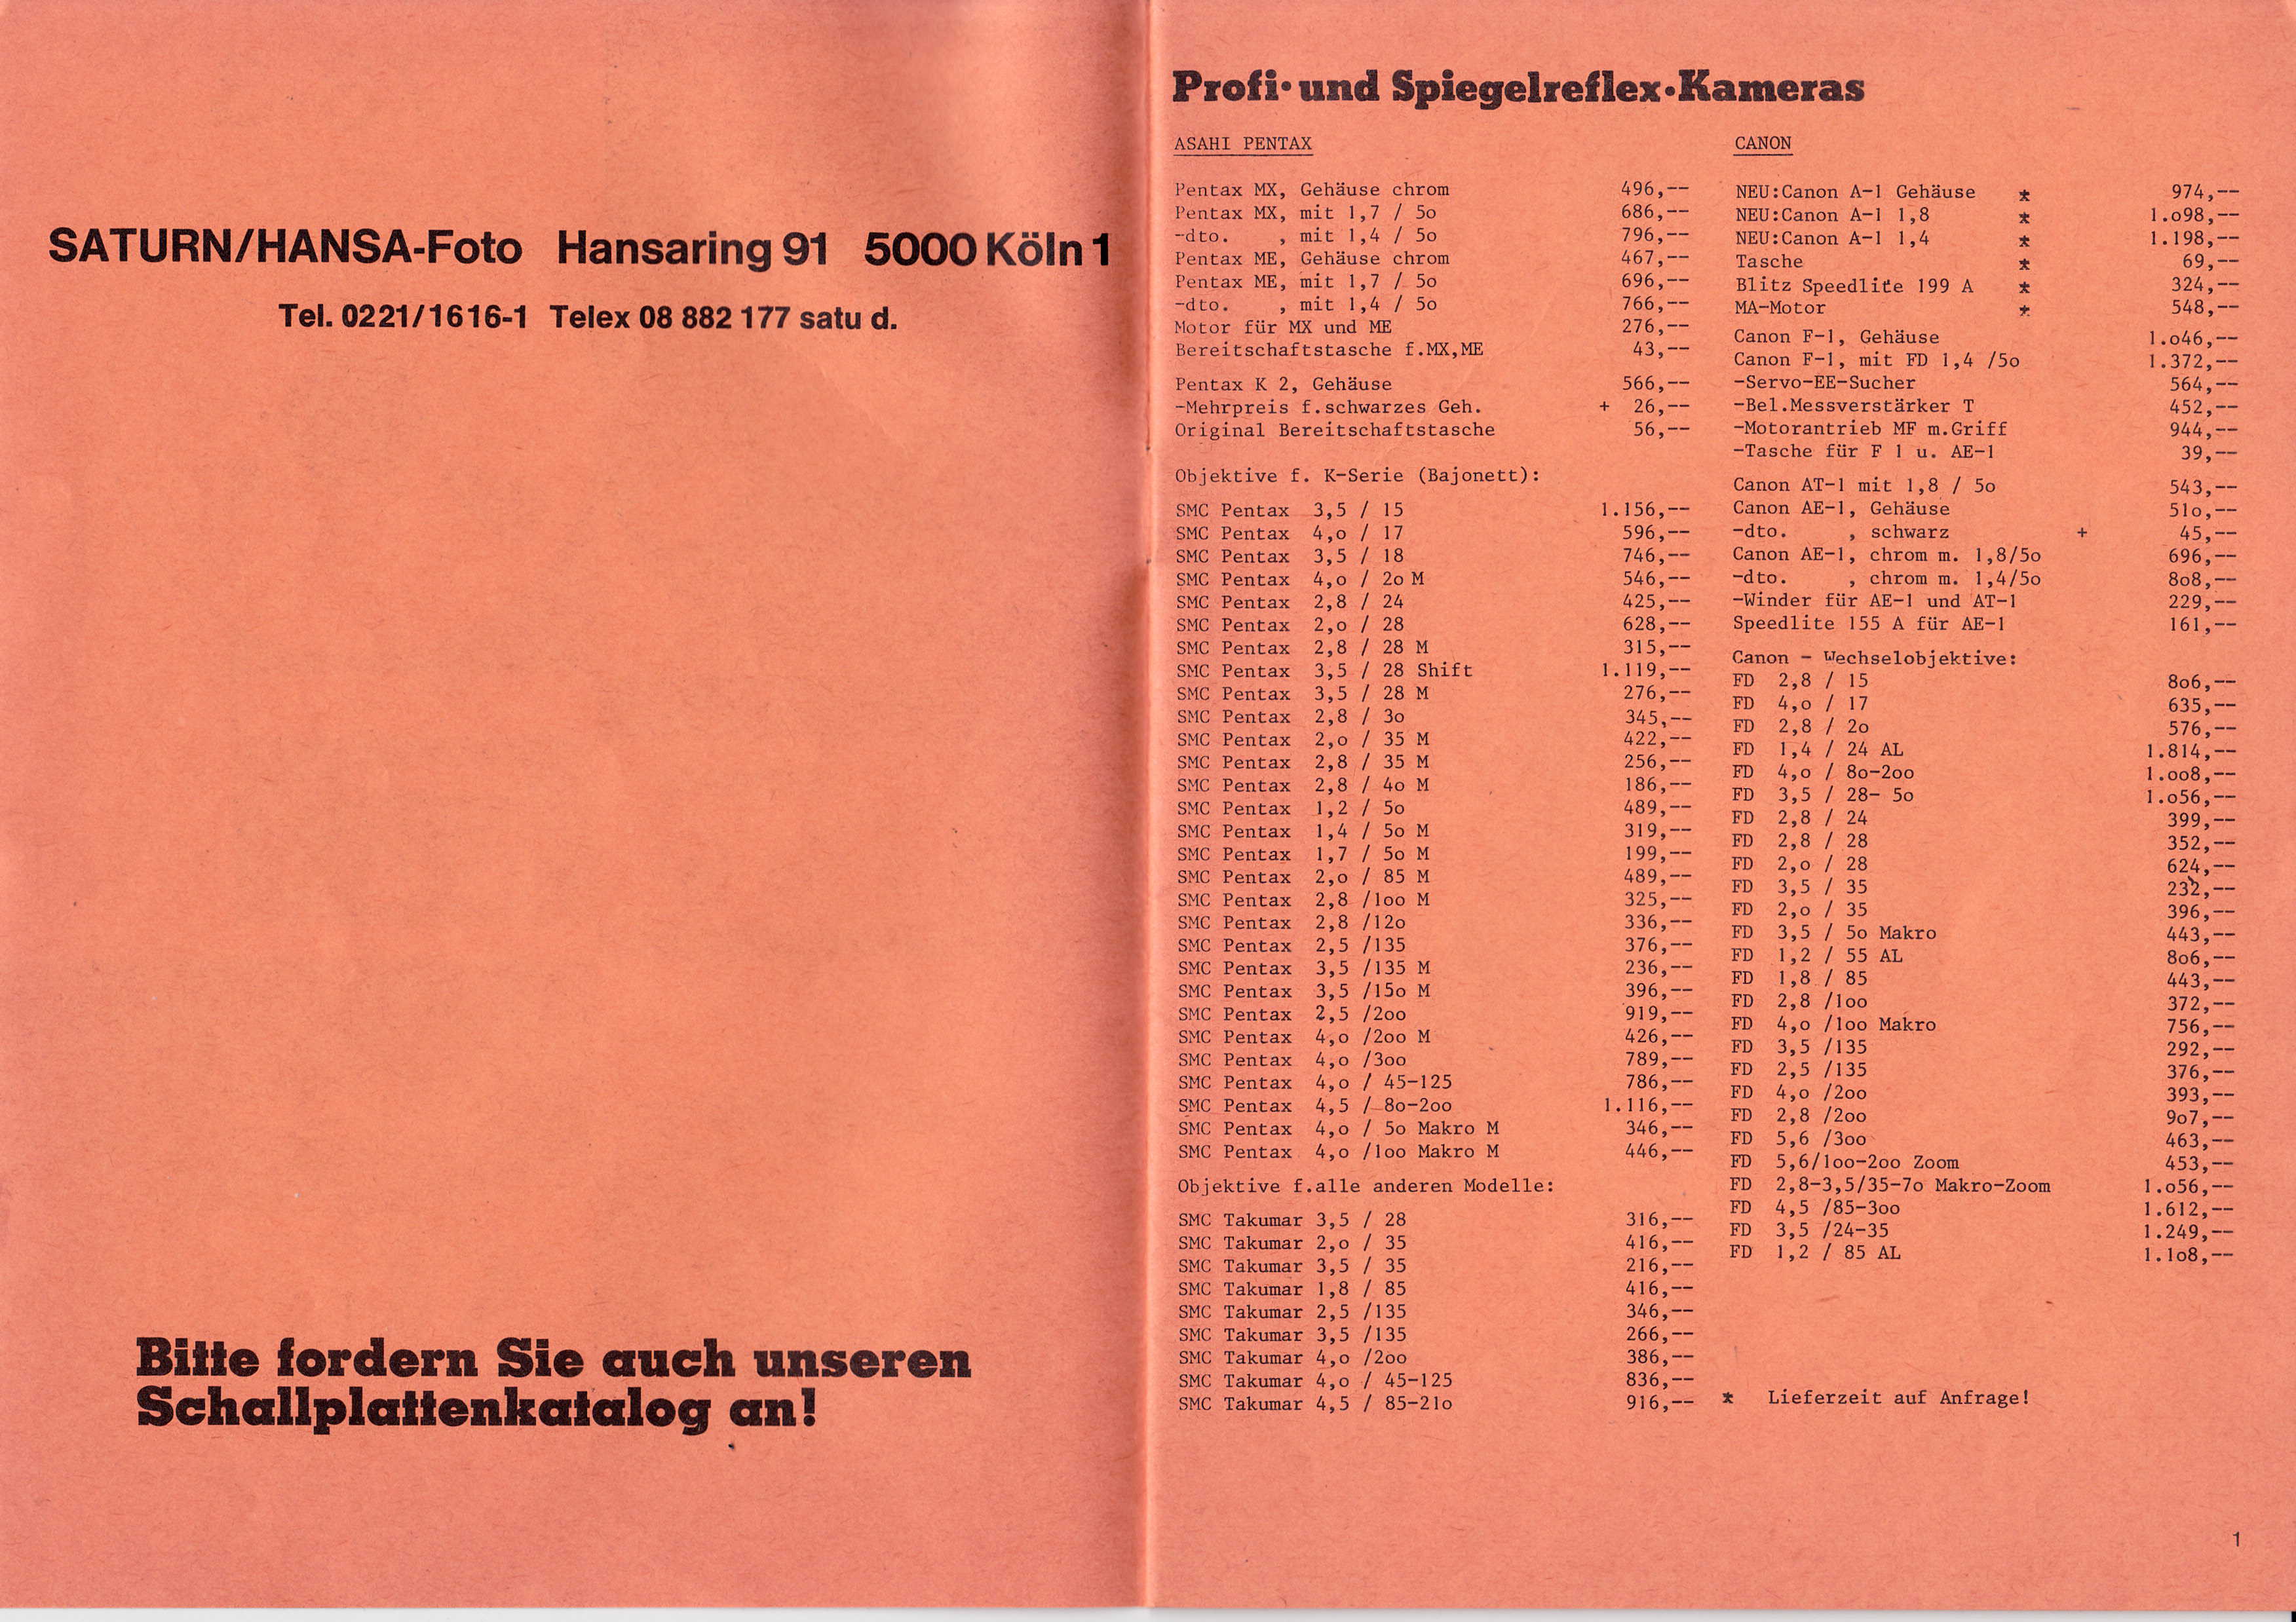 SATURN/HANSA-Foto Hansaring 91 5000 Köln 1
Tel. 0221/1616-1 Telex 08 882 177 satu d.
Bitte fordern Sie auch unseren
Schallplattenkatalog an!
Profi- und Spiegelreflex-Kameras
ASAHI PENTAX
Pentax MX, Gehäuse chrom 496,--
Pentax MX, mit 1,7 / 5o 686,--
-dto. , mit 1,4 / 5o 796,--
Pentax ME, Gehäuse chrom 467,--
Pentax ME, mit 1,7 / 5o 696,--
-dto. , mit 1,4 / 5o 766,--
Motor für MX und ME 276,--
Bereitschaftstasche f.MX,ME 43,--
Pentax K 2, Gehäuse 566,--
-Mehrpreis f.schwarzes Geh. + 26,--
Original Bereitschaftstasche 56,--
Objektive f. K-Serie (Bajonett):
SMC Pentax 3,5 / 15 1.156,--
SMC Pentax 4,o / 17 596,--
SMC Pentax 3,5 / 18 746,--
SMC Pentax 4,o / 2o M 546,--
SMC Pentax 2,8 / 24 425,--
SMC Pentax 2,o / 28 628,--
SMC Pentax 2,8 / 28 M 315,--
SMC Pentax 3,5 / 28 Shift 1.119,--
SMC Pentax 3,5 / 28 M 276,--
SMC Pentax 2,8 / 3o 345,--
SMC Pentax 2,o / 35 M 422,--
SMC Pentax 2,8 / 35 M 256,--
SMC Pentax 2,8 / 4o M 186,--
SMC Pentax 1,2 / 5o 489,--
SMC Pentax 1,4 / 5o M 319,--
SMC Pentax 1,7 / 5o M 199,--
SMC Pentax 2,o / 85 M 489,--
SMC Pentax 2,8 /1oo M 325,--
SMC Pentax 2,8 /12o 336,--
SMC Pentax 2,5 /135 376,--
SMC Pentax 3,5 /135 M 236,--
SMC Pentax 3,5 /15o M 396,--
SMC Pentax 2,5 /2oo 919,--
SMC Pentax 4,o /2oo M 426,--
SMC Pentax 4,o /3oo 789,--
SMC Pentax 4,o / 45-125 786,--
SMC Pentax 4,5 / 8o-2oo 1.116,--
SMC Pentax 4,o / 5o Makro M 346,--
SMC Pentax 4,o /1oo Makro M 446,--
Objektive f.alle anderen Modelle:
SMC Takumar 3,5 / 28 316,--
SMC Takumar 2,o / 35 416,--
SMC Takumar 3,5 / 35 216,--
SMC Takumar 1,8 / 85 416,--
SMC Takumar 2,5 /135 346,--
SMC Takumar 3,5 /135 266,--
SMC Takumar 4,o /2oo 386,--
SMC Takumar 4,o / 45-125 836,--
SMC Takumar 4,5 / 85-21o 916,--
CANON
NEU:Canon A-1 Gehäuse * 974,--
NEU:Canon A-1 1,8 * 1.o98,--
NEU:Canon A-1 1,4 * 1.198,--
Tasche * 69,--
Blitz Speedlite 199 A * 324,--
MA-Motor * 548,--
Canon F-1, Gehäuse 1.o46,--
Canon F-1, mit FD 1,4 /5o 1.372,--
-Servo-EE-Sucher 564,--
-Bel.Messverstärker T 452,--
-Motorantrieb MF m.Griff 944,--
-Tasche für F 1 u. AE-1 39,--
Canon AT-1 mit 1,8 / 5o 543,--
Canon AE-1, Gehäuse 51o,--
-dto. , schwarz + 45,--
Canon AE-1, chrom m. 1,8/5o 696,--
-dto. , chrom m. 1,4/5o 8o8,--
-Winder für AE-1 und AT-1 229,--
Speedlite 155 A für AE-1 161,--
Canon - Wechselobjektive:
FD 2,8 / 15 8o6,--
FD 4,o / 17 635,--
FD 2,8 / 2o 576,--
FD 1,4 / 24 AL 1.814,--
FD 4,o / 8o-2oo 1.oo8,--
FD 3,5 / 28- 5o 1.o56,--
FD 2,8 / 24 399,--
FD 2,8 / 28 352,--
FD 2,o / 28 624,--
FD 3,5 / 35 232,--
FD 2,o / 35 396,--
FD 3,5 / 5o Makro 443,--
FD 1,2 / 55 AL 8o6,--
FD 1,8 / 85 443,--
FD 2,8 /1oo 372,--
FD 4,o /1oo Makro 756,--
FD 3,5 /135 292,--
FD 2,5 /135 376,--
FD 4,o /2oo 393,--
FD 2,8 /2oo 9o7,--
FD 5,6 /3oo 463,--
FD 5,6/1oo-2oo Zoom 453,--
FD 2,8-3,5/35-7o Makro-Zoom 1.o56,--
FD 4,5 /85-3oo 1.612,--
FD 3,5 /24-35 1.249,--
FD 1,2 / 85 AL 1.1o8,--
* Lieferzeit auf Anfrage!
1